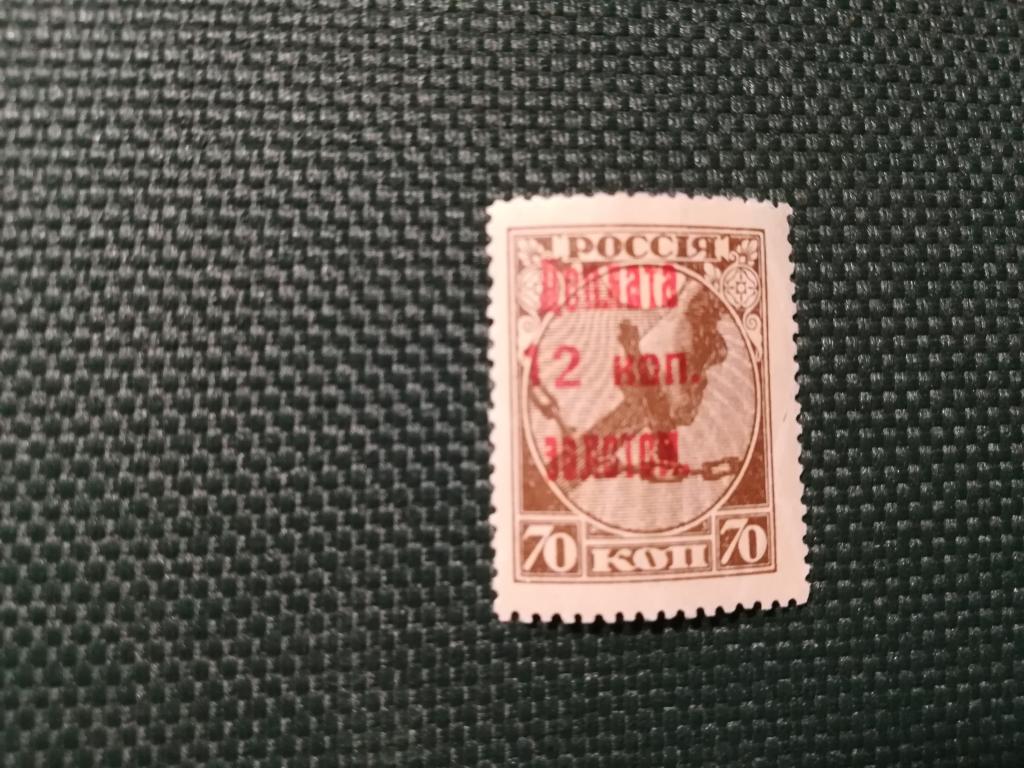 РОССІЯ
Доплата
12 коп.
золотом.
70 КОП 70